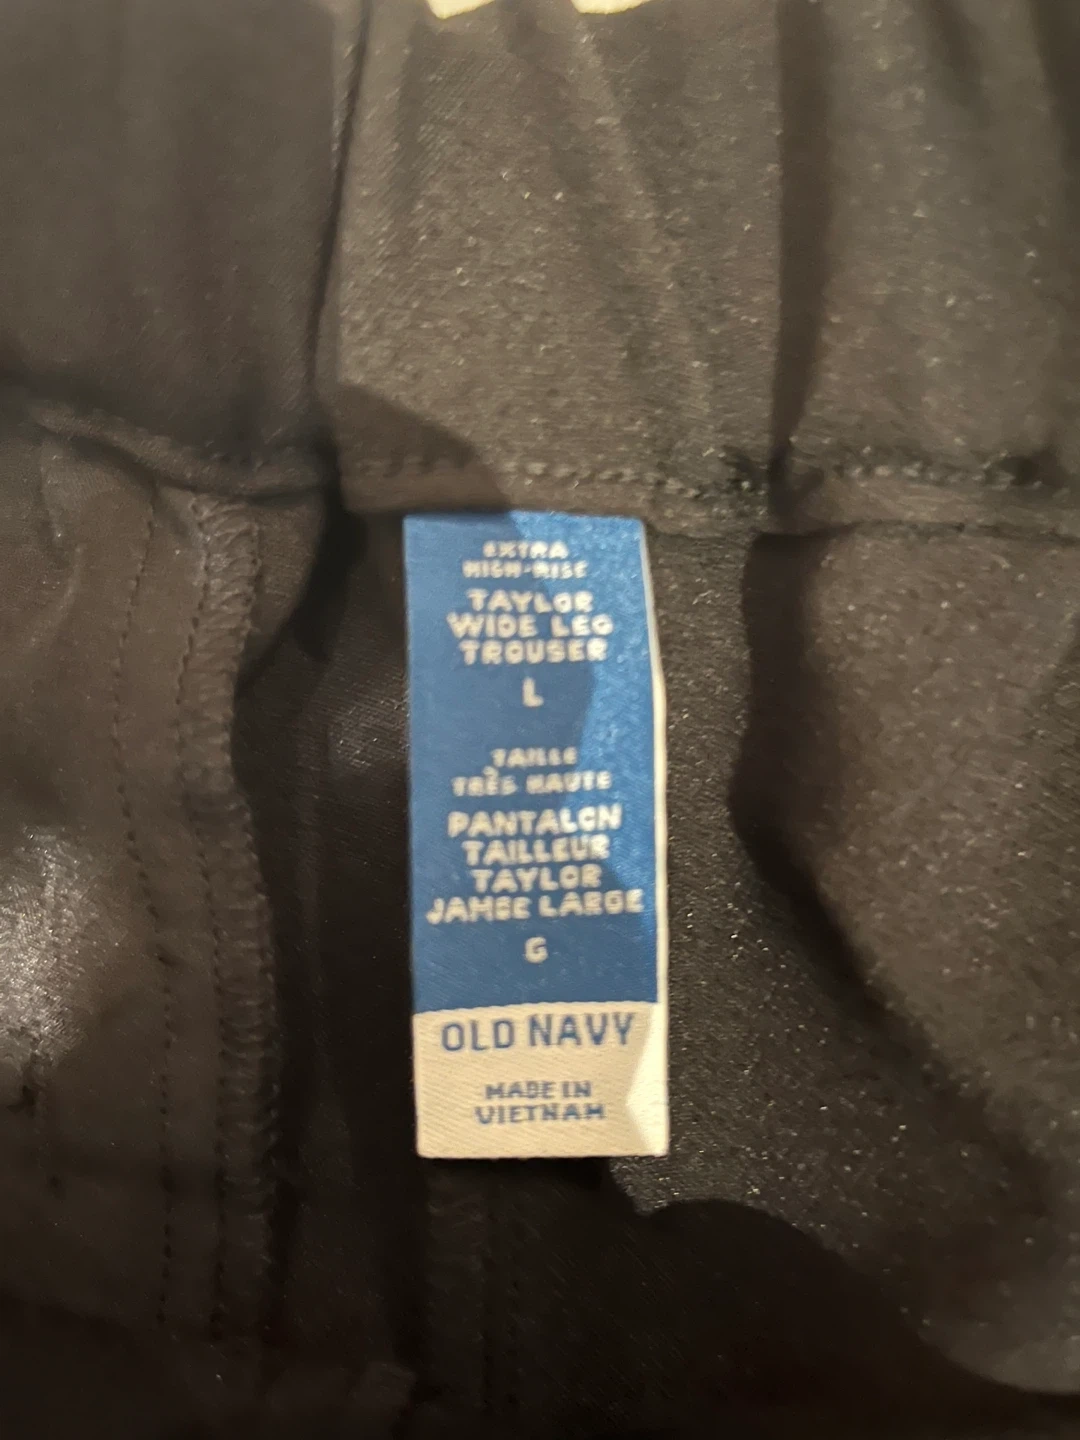 EXTRA
HIGH-RISE
TAYLOR
WIDE LEG
TROUSER
L
TAILLE
TRÈS HAUTE
PANTALON
TAILLEUR
TAYLOR
JAMBE LARGE
G
OLD NAVY
MADE IN
VIETNAM